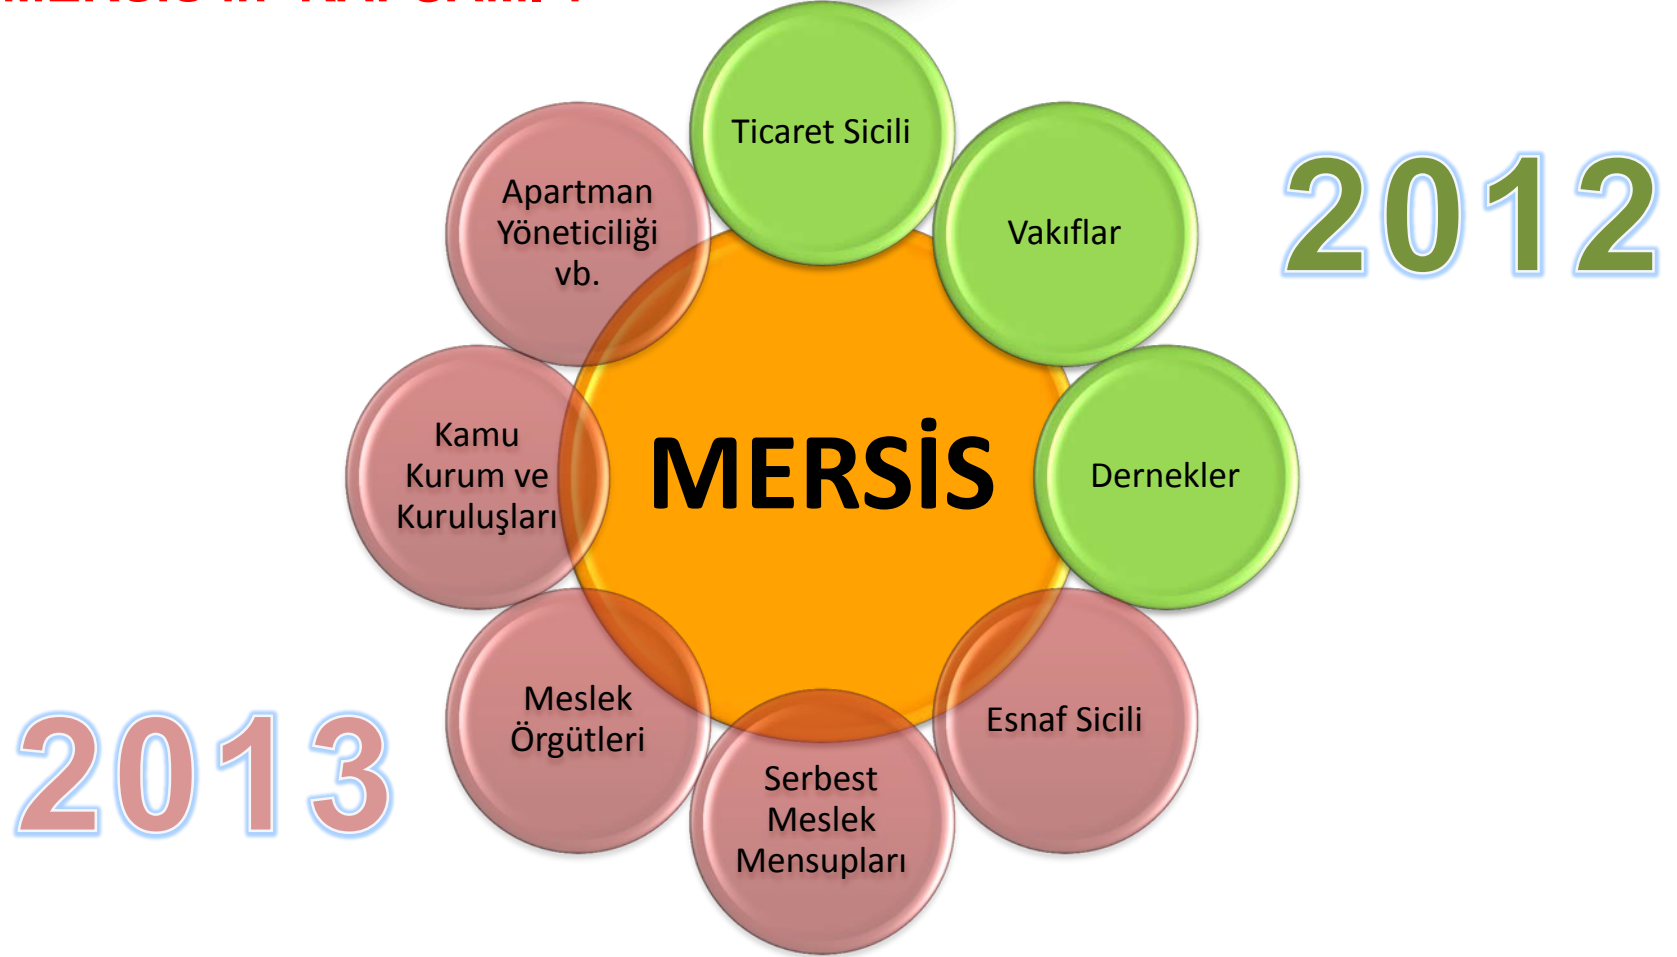 Ticaret Sicili
Vakıflar
2012
Dernekler
Esnaf Sicili
Serbest
Meslek
Mensupları
Meslek
Örgütleri
2013
Kamu
Kurum ve
Kuruluşları
Apartman
Yöneticiliği
vb.
MERSİS